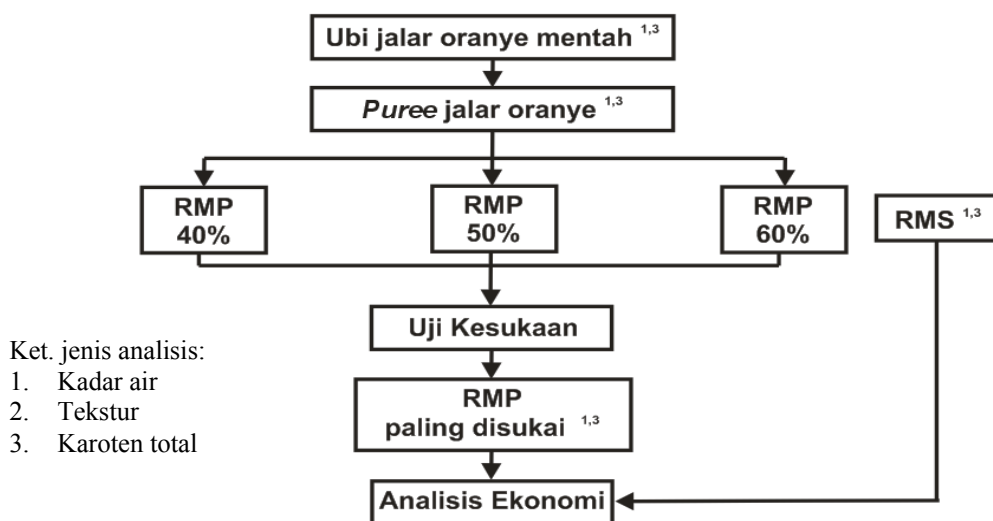 Ubi jalar oranye mentah 1,3
Puree jalar oranye 1,3
RMP
40%
RMP
50%
RMP
60%
RMS 1,3
Uji Kesukaan
Ket. jenis analisis:
1. Kadar air
2. Tekstur
3. Karoten total
RMP
paling disukai 1,3
Analisis Ekonomi